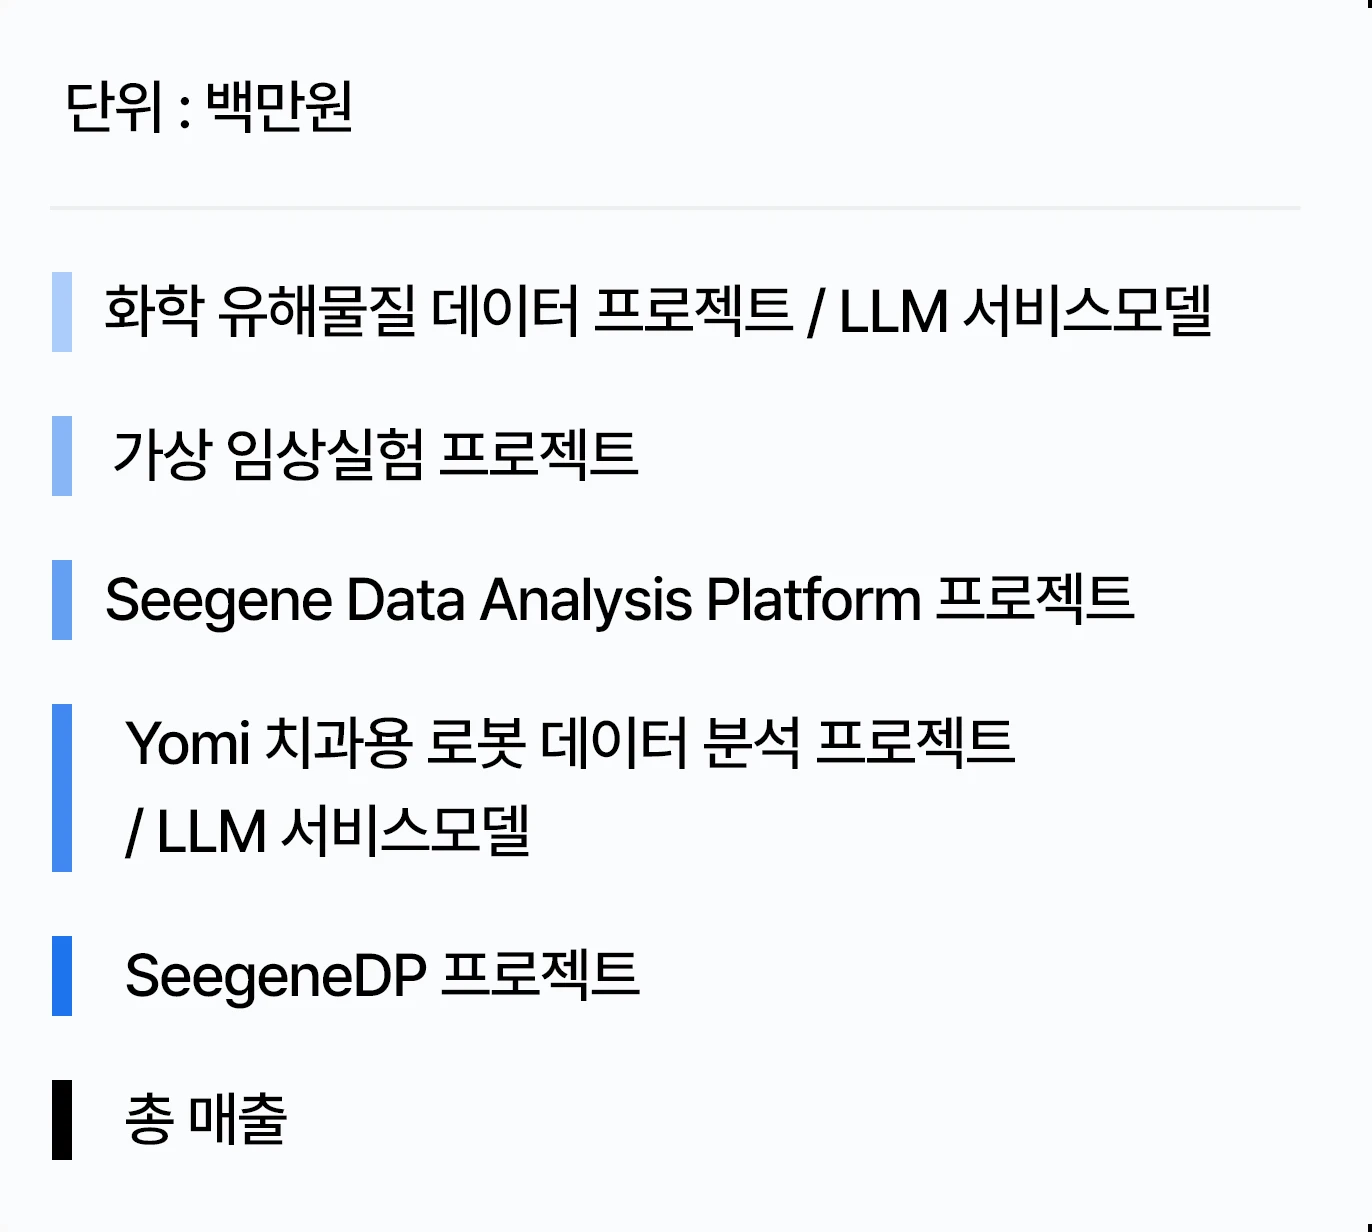 단위 : 백만원
화학 유해물질 데이터 프로젝트 / LLM 서비스모델
가상 임상실험 프로젝트
Seegene Data Analysis Platform 프로젝트
Yomi 치과용 로봇 데이터 분석 프로젝트
/ LLM 서비스모델
SeegeneDP 프로젝트
총 매출